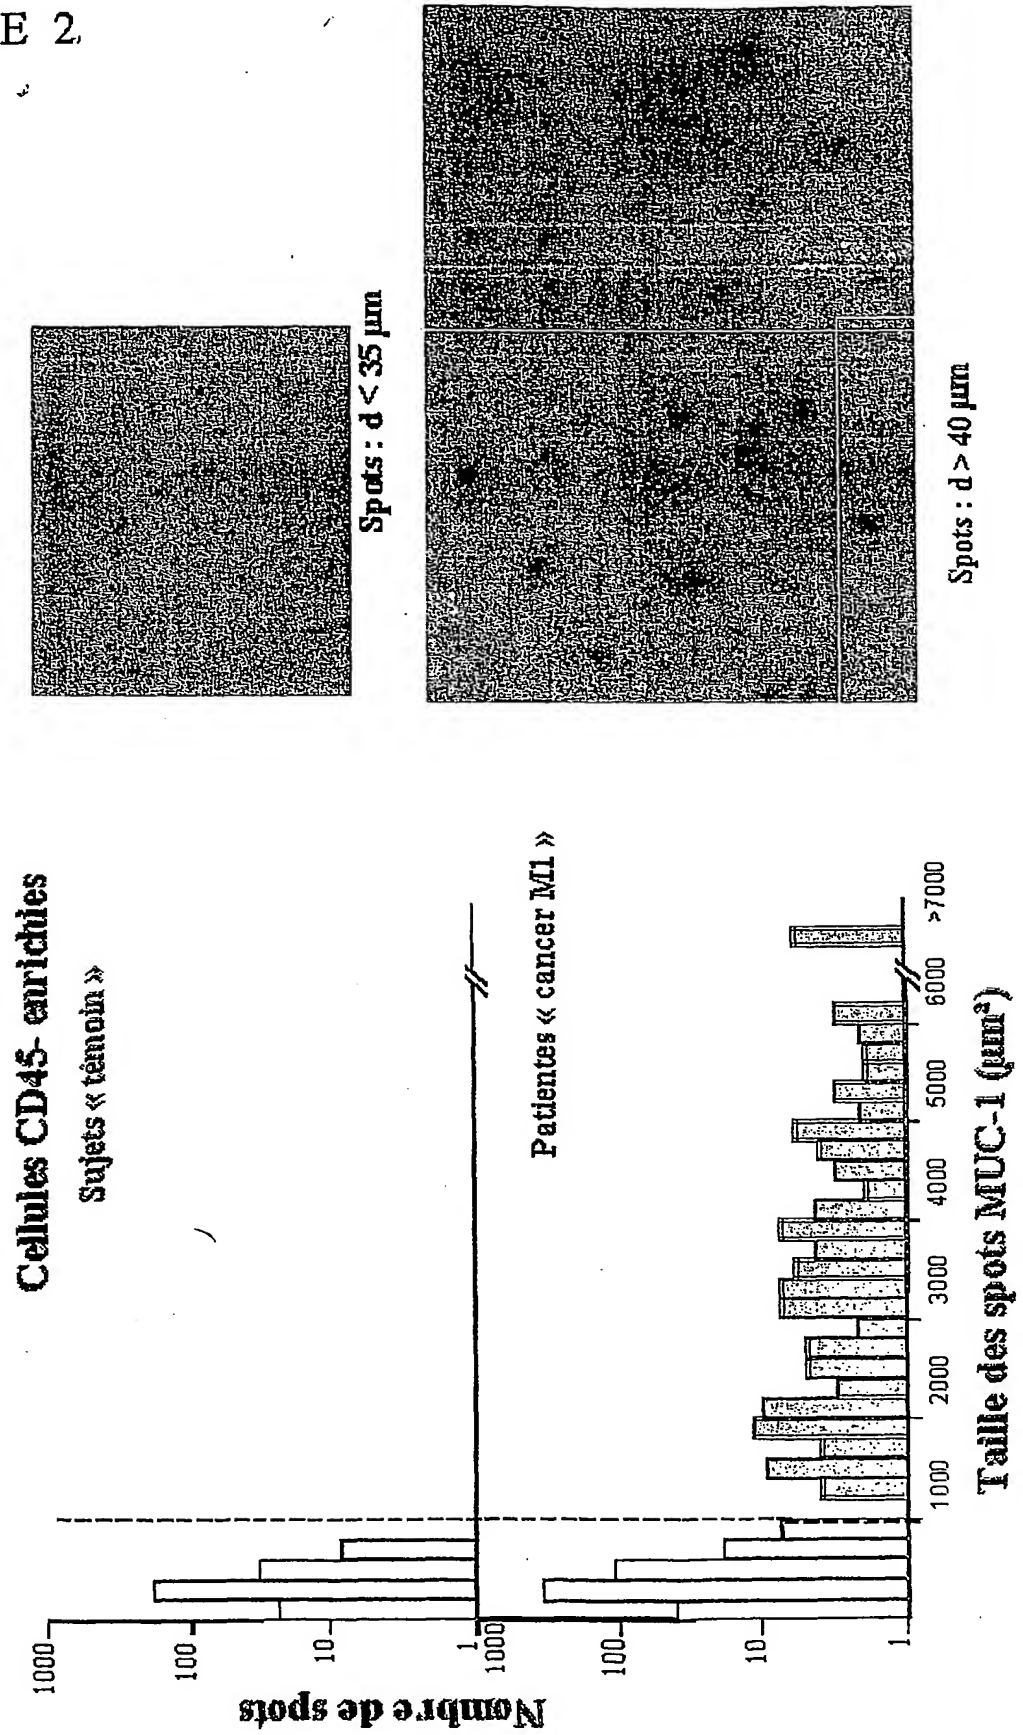 E 2
Cellules CD45- enrichies
Sujets « témoin »
Patientes « cancer M1 »
Nombre de spots
1000
100
10
1
1000
100
10
1
1000
2000
3000
4000
5000
6000
>7000
Taille des spots MUC-1 (µm²)
Spots : d < 35 µm
Spots : d > 40 µm